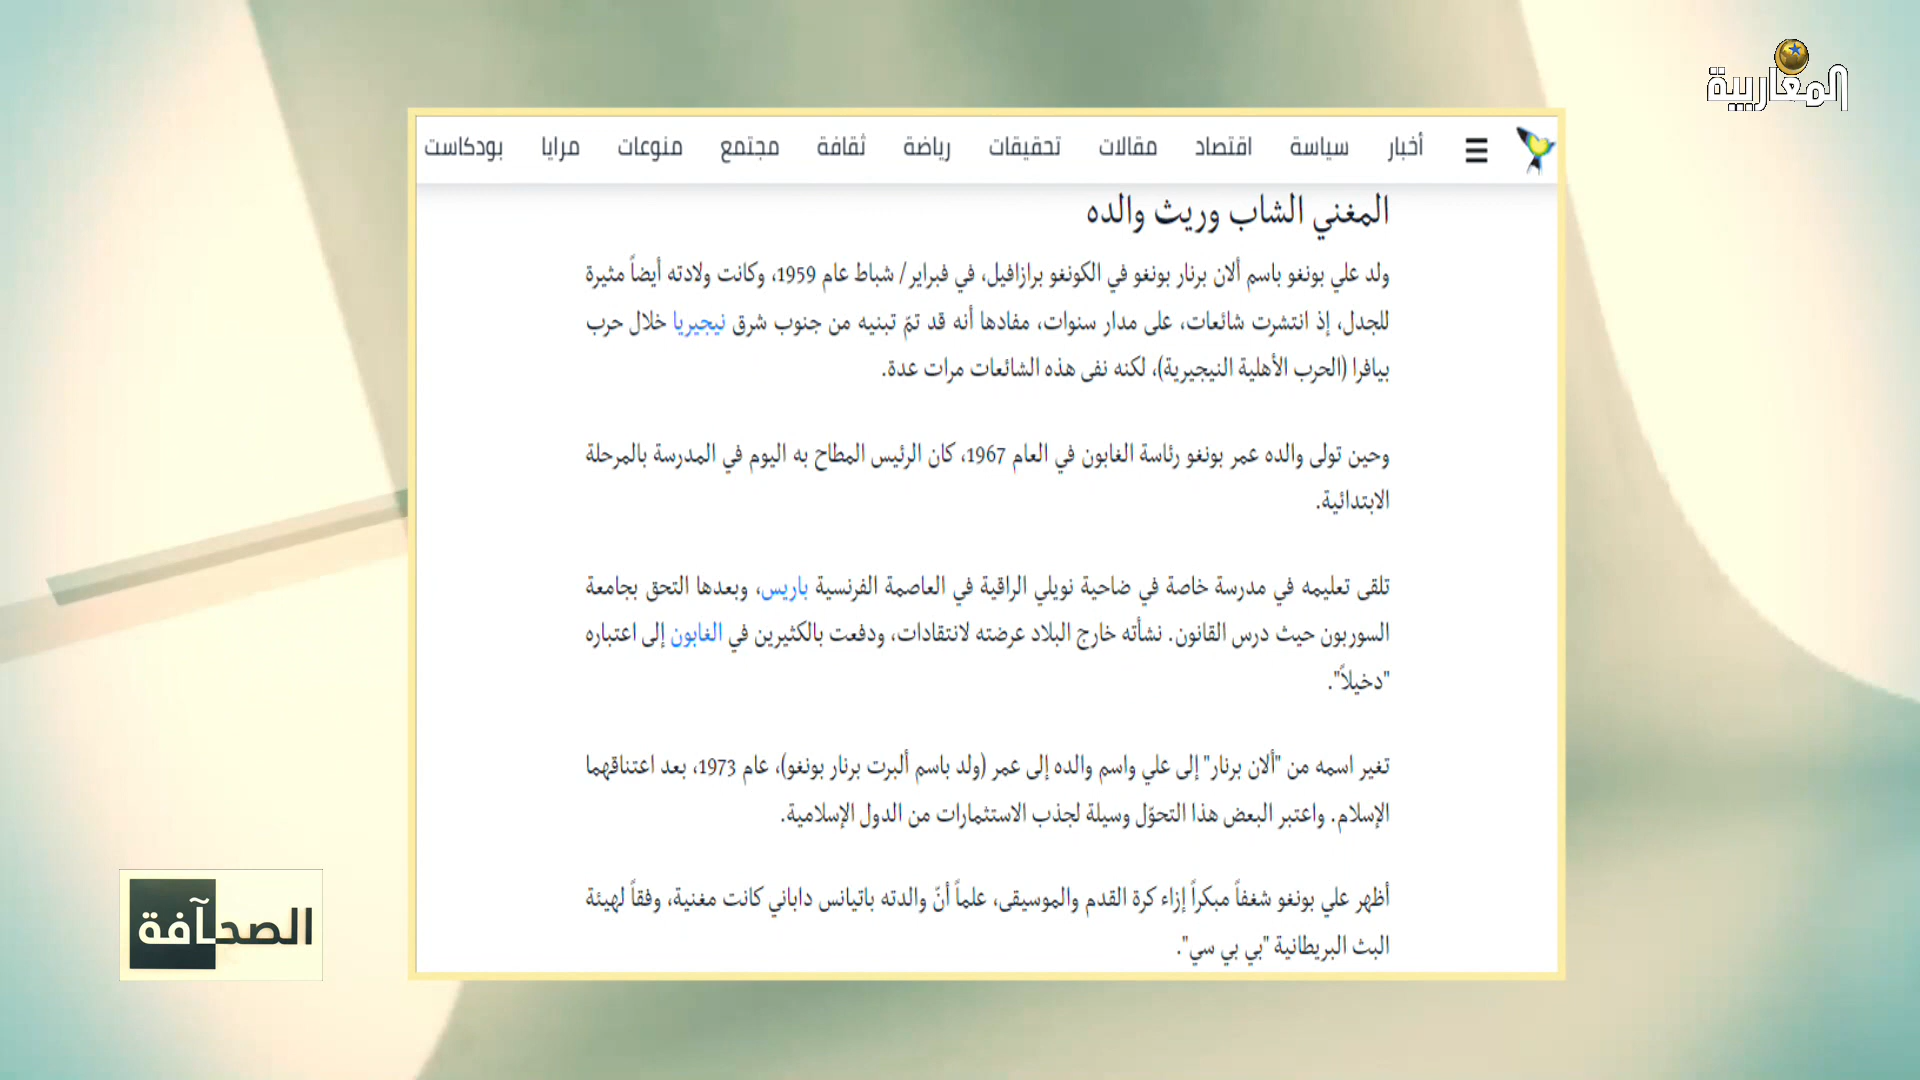 المغاربية
أخبار سياسة اقتصاد مقالات تحقيقات رياضة ثقافة مجتمع منوعات مرايا بودكاست
المغني الشاب وريث والده
ولد علي بونغو باسم ألان برنار بونغو في الكونغو برازافيل، في فبراير/ شباط عام 1959، وكانت ولادته أيضاً مثيرة
للجدل، إذ انتشرت شائعات، على مدار سنوات، مفادها أنه قد تمّ تبنيه من جنوب شرق نيجيريا خلال حرب
بيافرا (الحرب الأهلية النيجيرية)، لكنه نفى هذه الشائعات مرات عدة.
وحين تولى والده عمر بونغو رئاسة الغابون في العام 1967، كان الرئيس المطاح به اليوم في المدرسة بالمرحلة
الابتدائية.
تلقى تعليمه في مدرسة خاصة في ضاحية نويلي الراقية في العاصمة الفرنسية باريس، وبعدها التحق بجامعة
السوربون حيث درس القانون. نشأته خارج البلاد عرضته لانتقادات، ودفعت بالكثيرين في الغابون إلى اعتباره
"دخيلاً".
تغير اسمه من "ألان برنار" إلى علي واسم والده إلى عمر (ولد باسم ألبرت برنار بونغو)، عام 1973، بعد اعتناقهما
الإسلام. واعتبر البعض هذا التحوّل وسيلة لجذب الاستثمارات من الدول الإسلامية.
أظهر علي بونغو شغفاً مبكراً إزاء كرة القدم والموسيقى، علماً أنّ والدته باتيانس داباني كانت مغنية، وفقاً لهيئة
البث البريطانية "بي بي سي".
الصحآفة